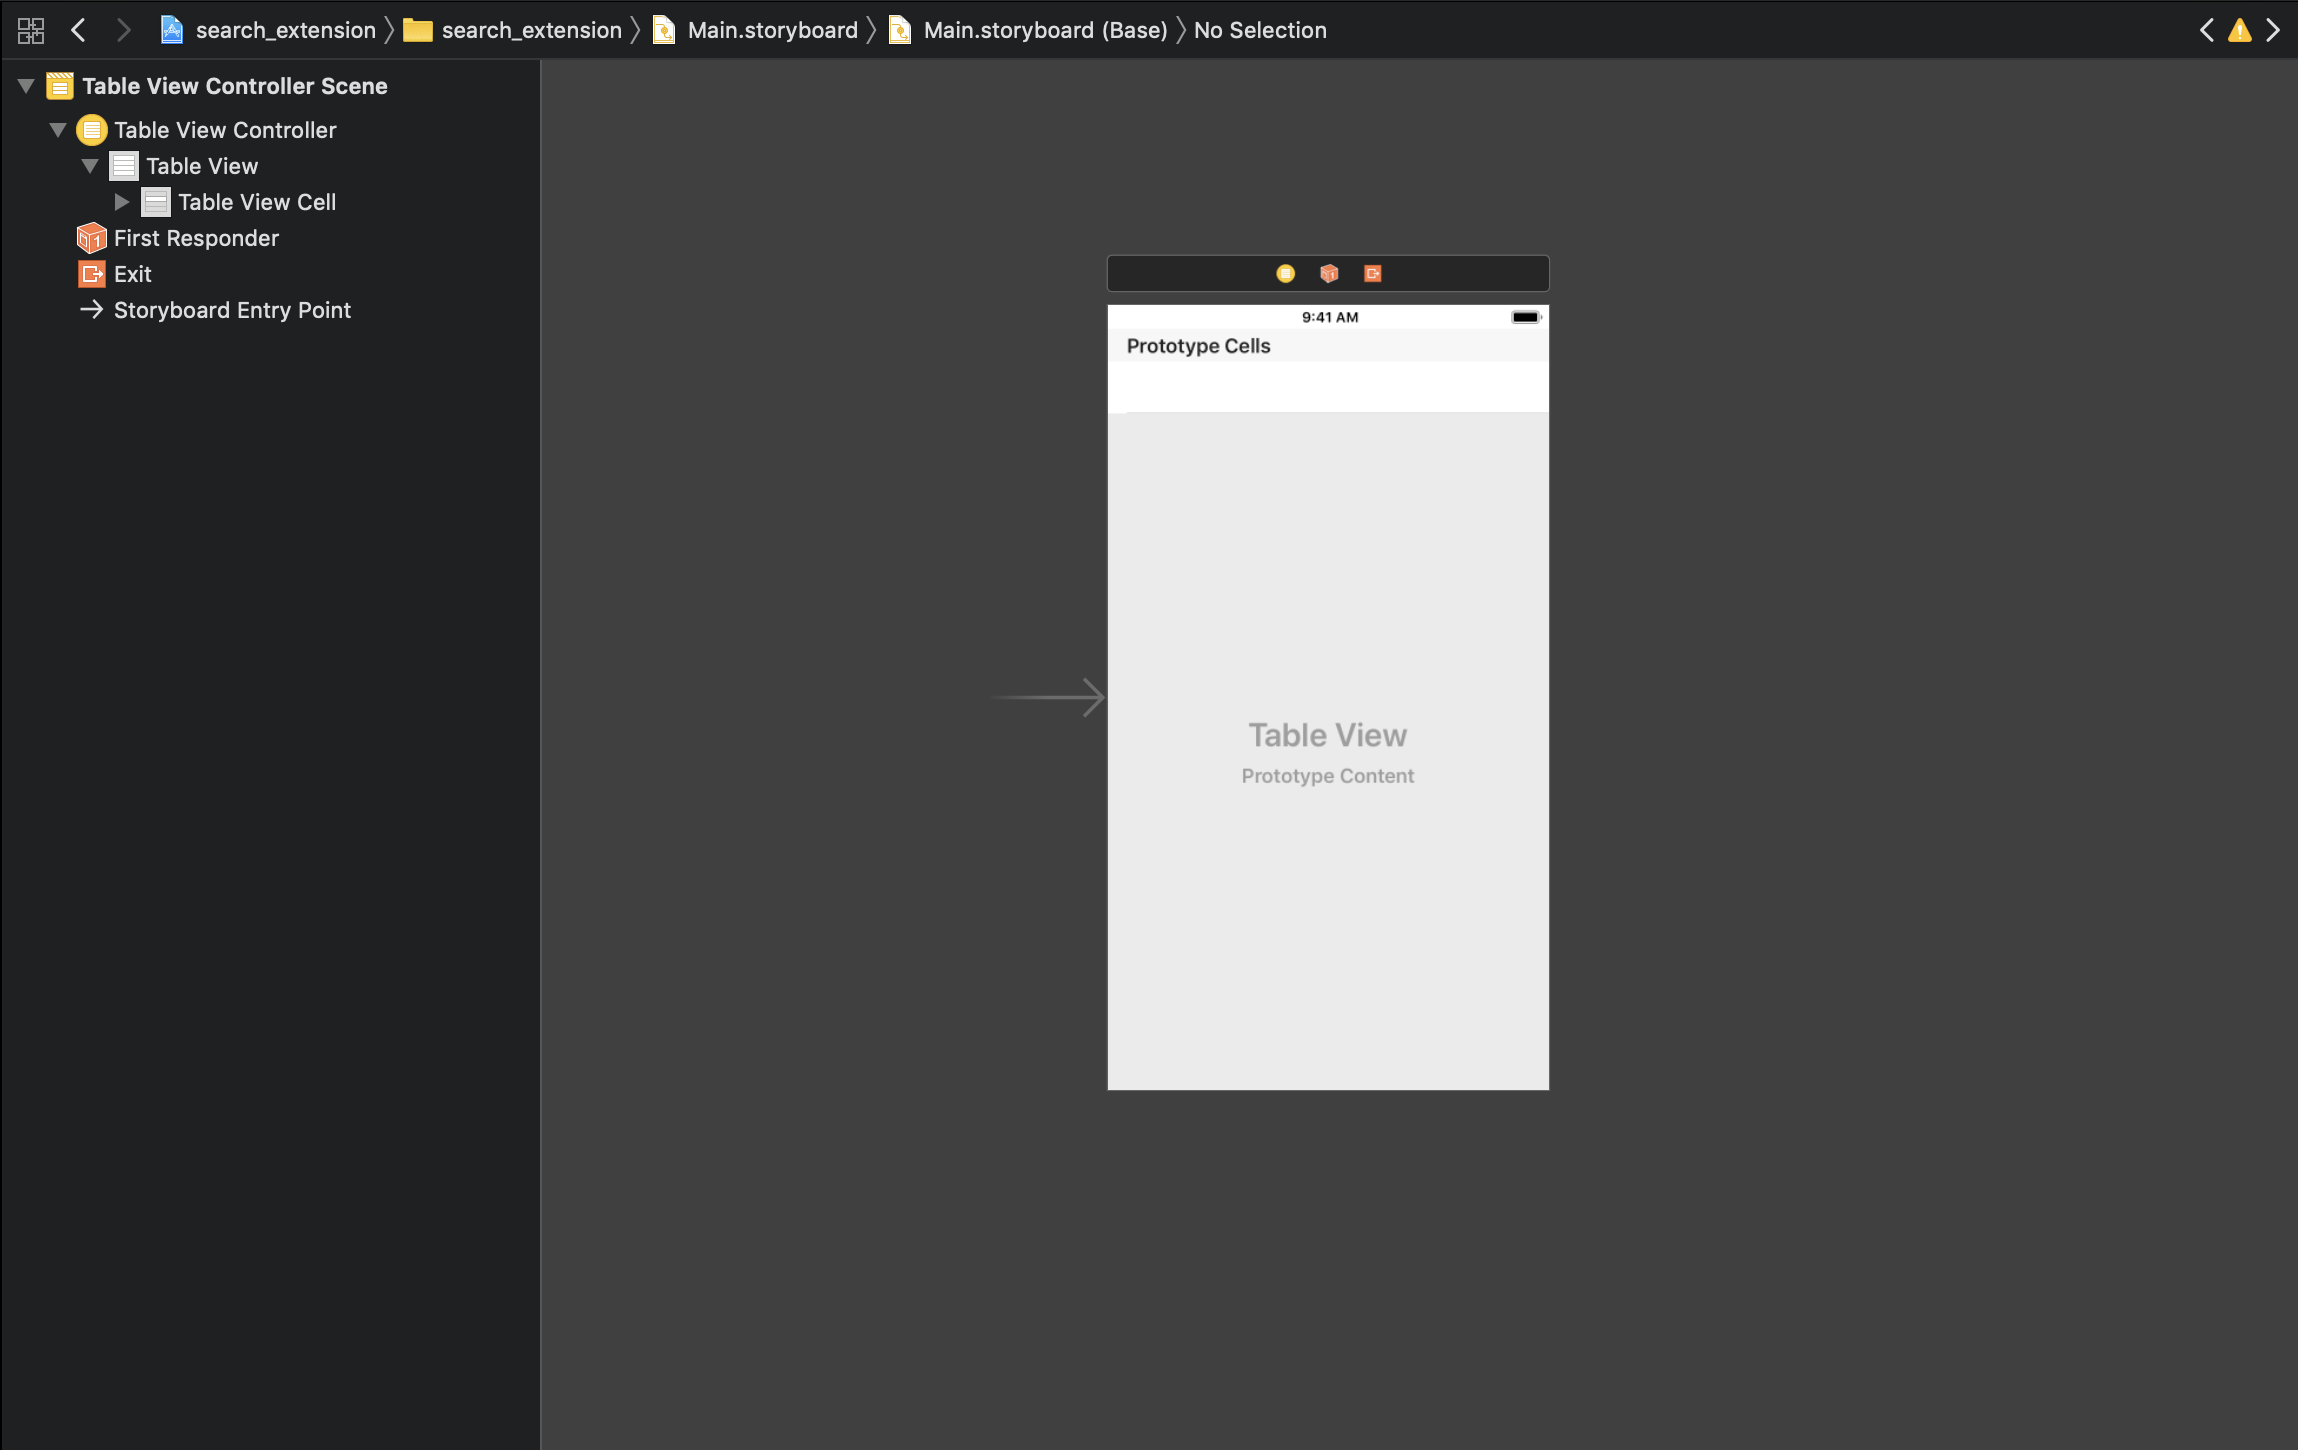 search_extension
search_extension
Main.storyboard
Main.storyboard (Base)
No Selection
Table View Controller Scene
Table View Controller
Table View
Table View Cell
First Responder
Exit
Storyboard Entry Point
9:41 AM
Prototype Cells
Table View
Prototype Content